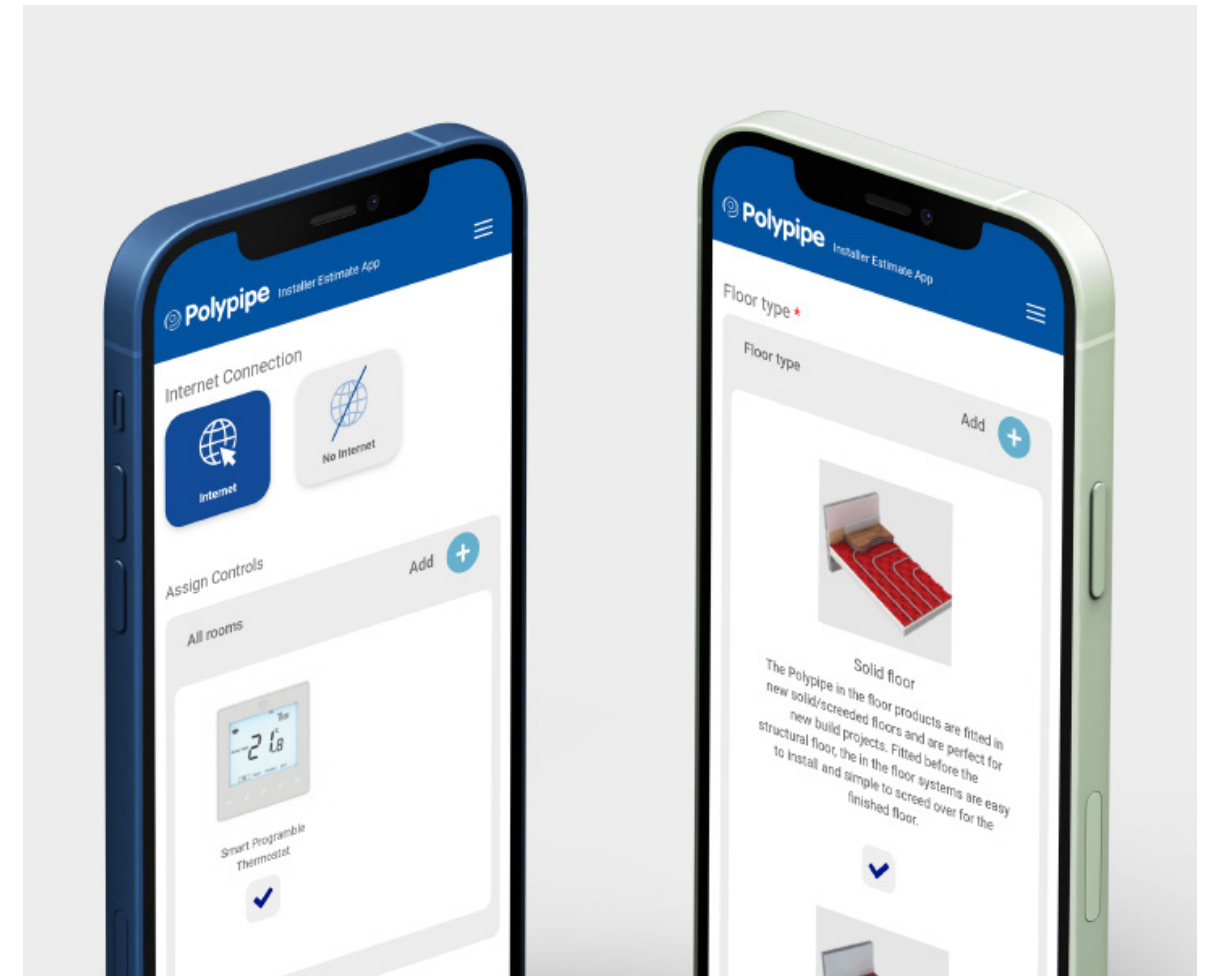 Polypipe Installer Estimate App
Internet Connection
Internet
No Internet
Assign Controls
Add
All rooms
21.8
Smart Programble
Thermostat
Polypipe Installer Estimate App
Floor type *
Floor type
Add
Solid floor
The Polypipe in the floor products are fitted in
new solid/screeded floors and are perfect for
new build projects. Fitted before the
structural floor, the in the floor systems are easy
to install and simple to screed over for the
finished floor.